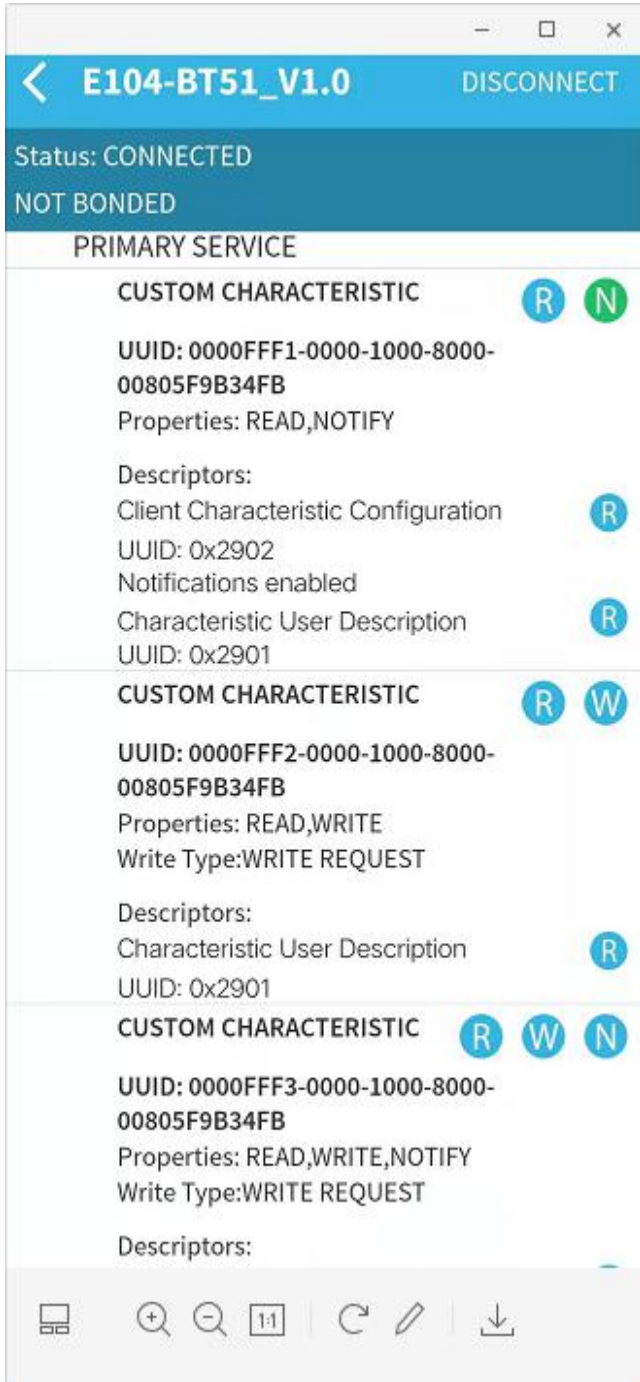 E104-BT51_V1.0 DISCONNECT
Status: CONNECTED
NOT BONDED
PRIMARY SERVICE
CUSTOM CHARACTERISTIC R N
UUID: 0000FFF1-0000-1000-8000-
00805F9B34FB
Properties: READ,NOTIFY
Descriptors:
Client Characteristic Configuration R
UUID: 0x2902
Notifications enabled
Characteristic User Description R
UUID: 0x2901
CUSTOM CHARACTERISTIC R W
UUID: 0000FFF2-0000-1000-8000-
00805F9B34FB
Properties: READ,WRITE
Write Type:WRITE REQUEST
Descriptors:
Characteristic User Description R
UUID: 0x2901
CUSTOM CHARACTERISTIC R W N
UUID: 0000FFF3-0000-1000-8000-
00805F9B34FB
Properties: READ,WRITE,NOTIFY
Write Type:WRITE REQUEST
Descriptors:
1:1